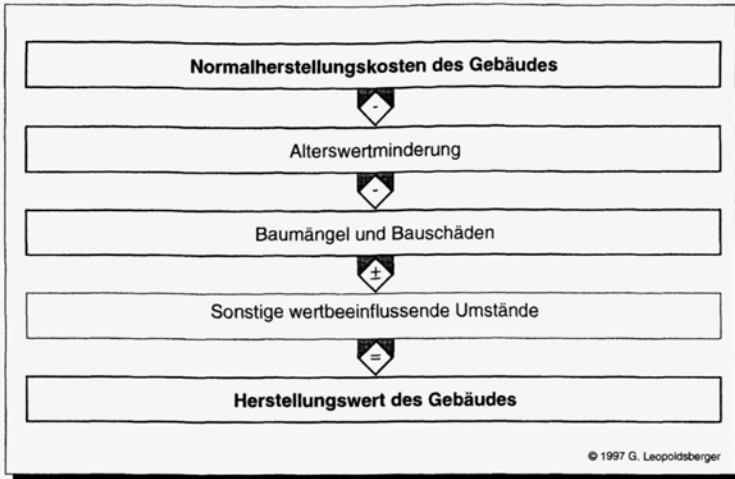 Normalherstellungskosten des Gebäudes
-
Alterswertminderung
-
Baumängel und Bauschäden
±
Sonstige wertbeeinflussende Umstände
=
Herstellungswert des Gebäudes
© 1997 G. Leopoldsberger